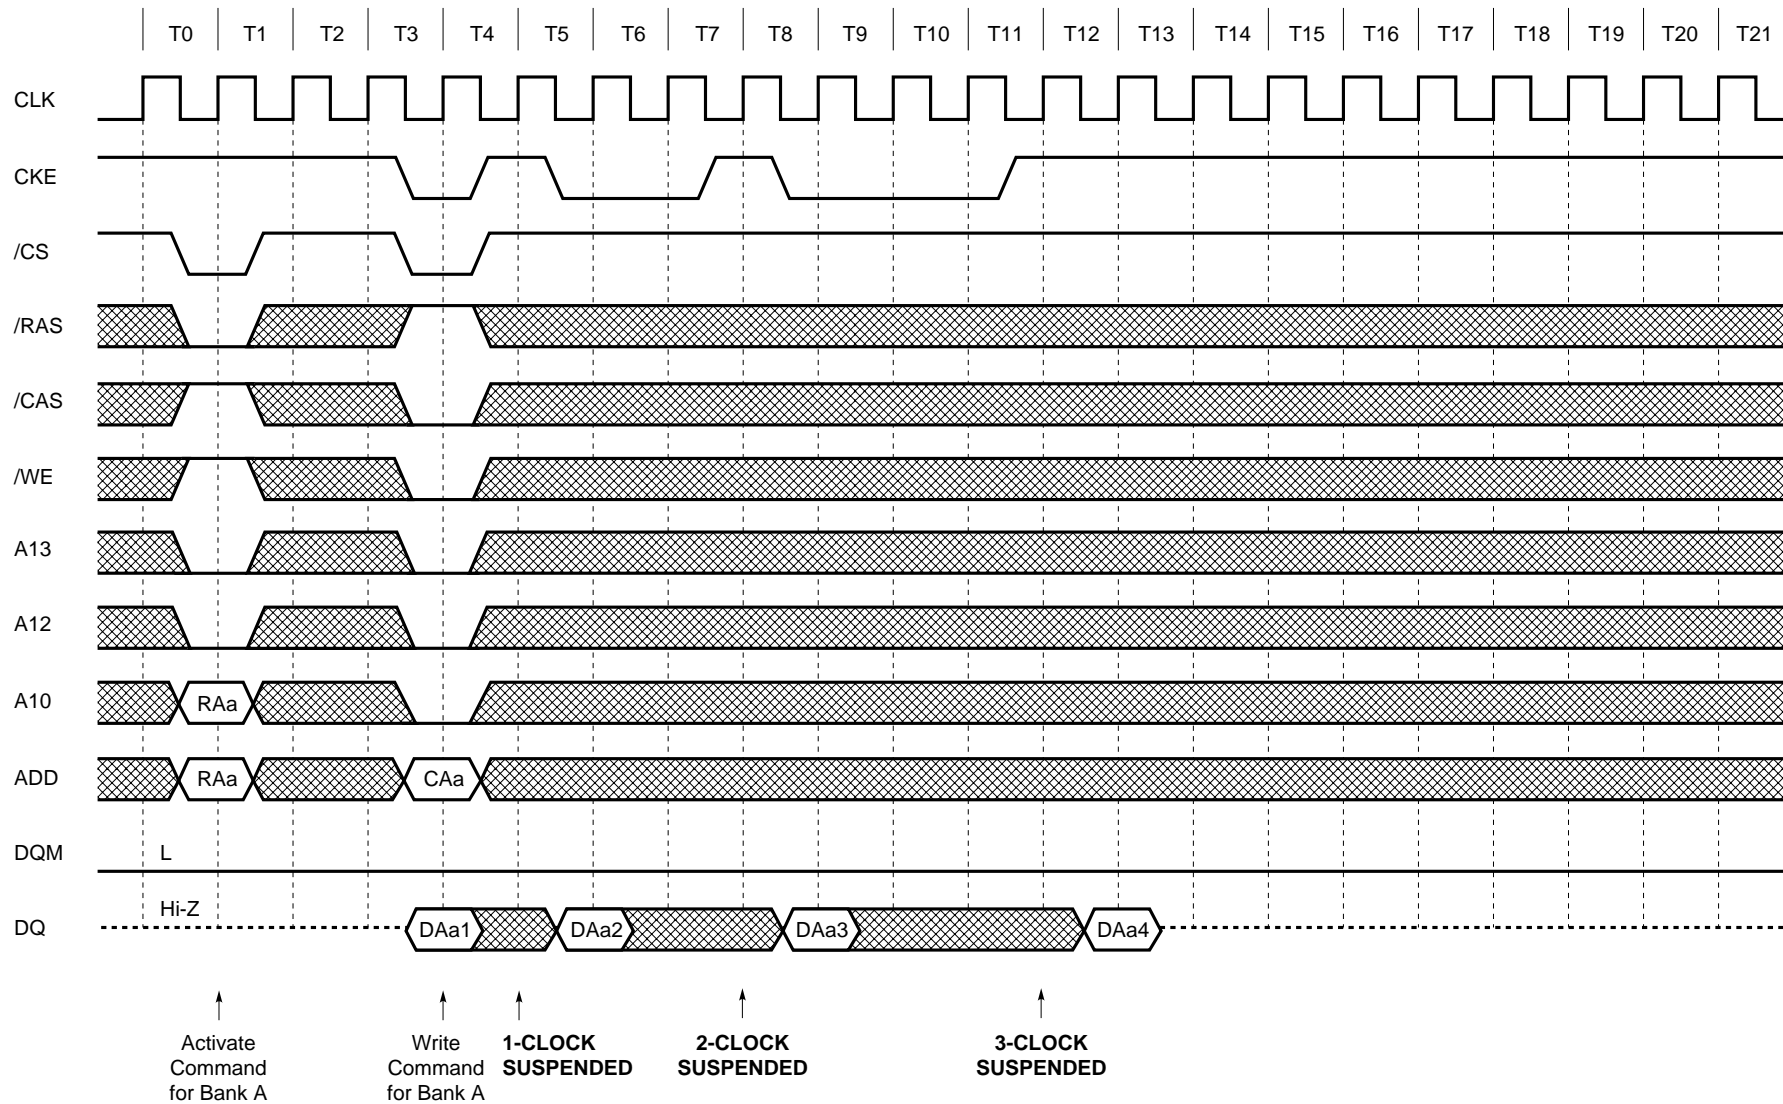 T0 T1 T2 T3 T4 T5 T6 T7 T8 T9 T10 T11 T12 T13 T14 T15 T16 T17 T18 T19 T20 T21
CLK
CKE
/CS
/RAS
/CAS
/WE
A13
A12
A10 RAa
ADD RAa CAa
DQM L
Hi-Z
DQ DAa1 DAa2 DAa3 DAa4
Activate
Command
for Bank A
Write
Command
for Bank A
1-CLOCK
SUSPENDED
2-CLOCK
SUSPENDED
3-CLOCK
SUSPENDED